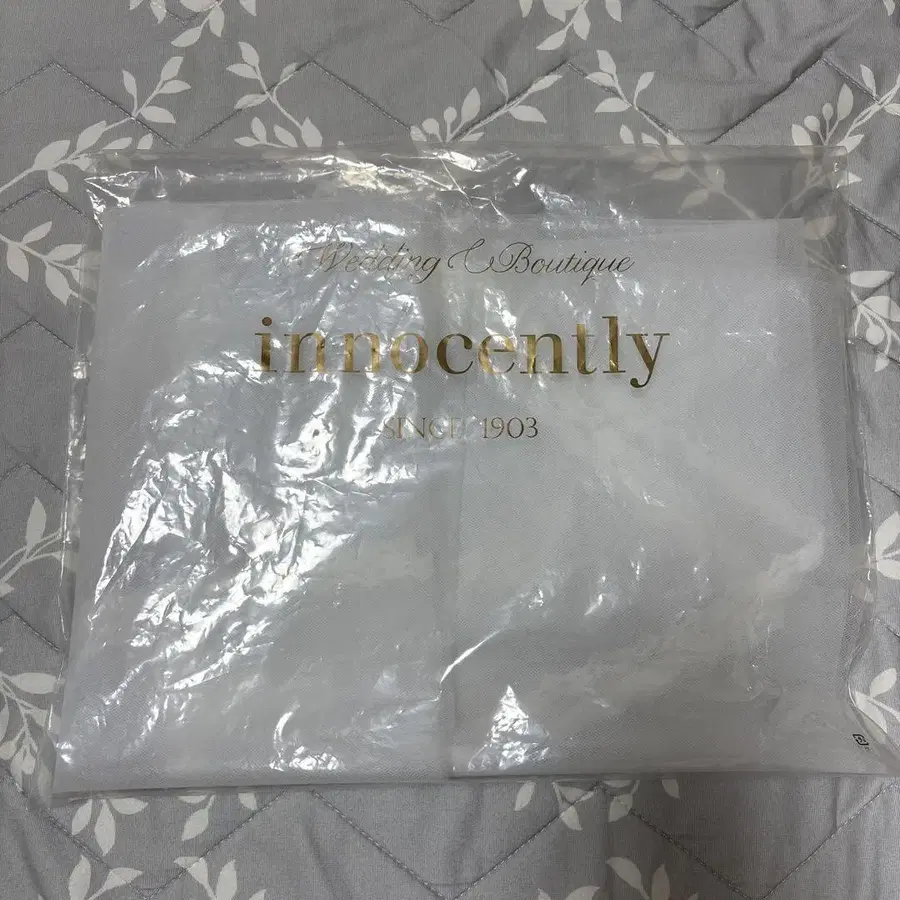 Wedding & Boutique
innocently
SINCE 1903